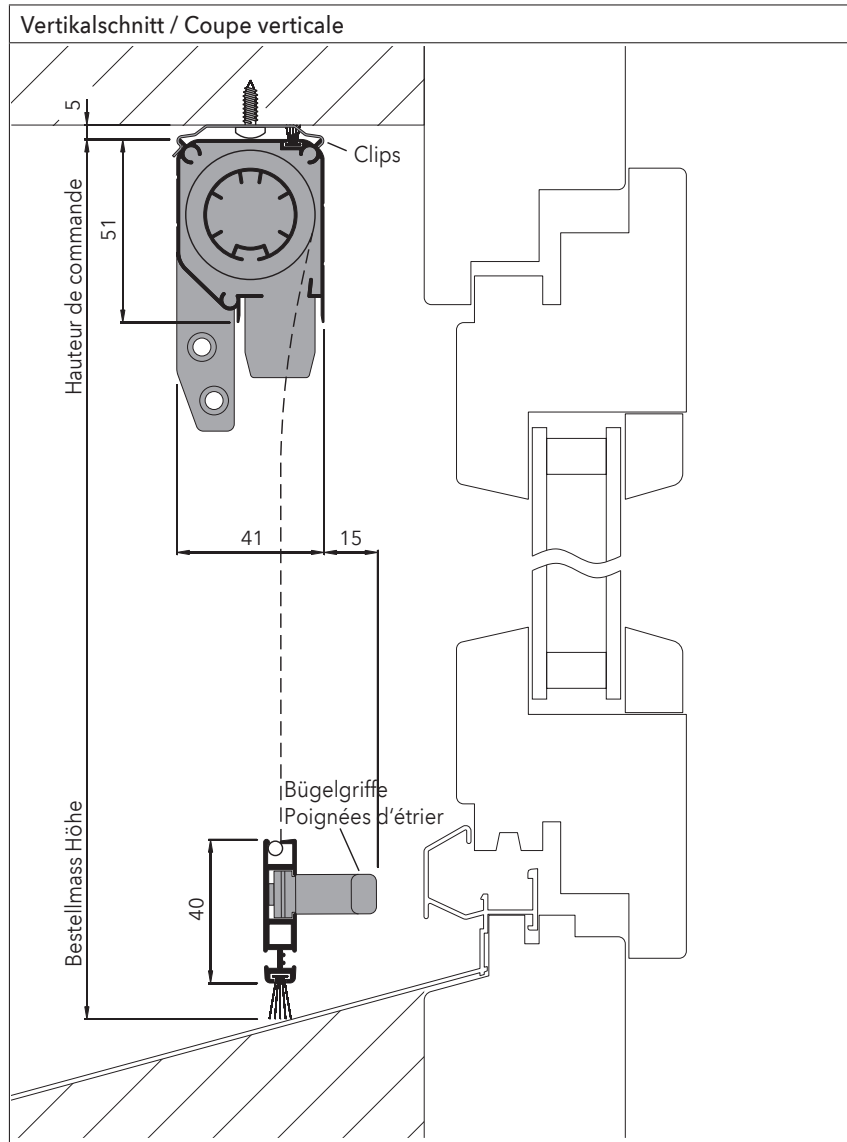 Vertikalschnitt / Coupe verticale
5
Clips
51
Hauteur de commande
41
15
Bügelgriffe
Poignées d‘étrier
Bestellmass Höhe
40